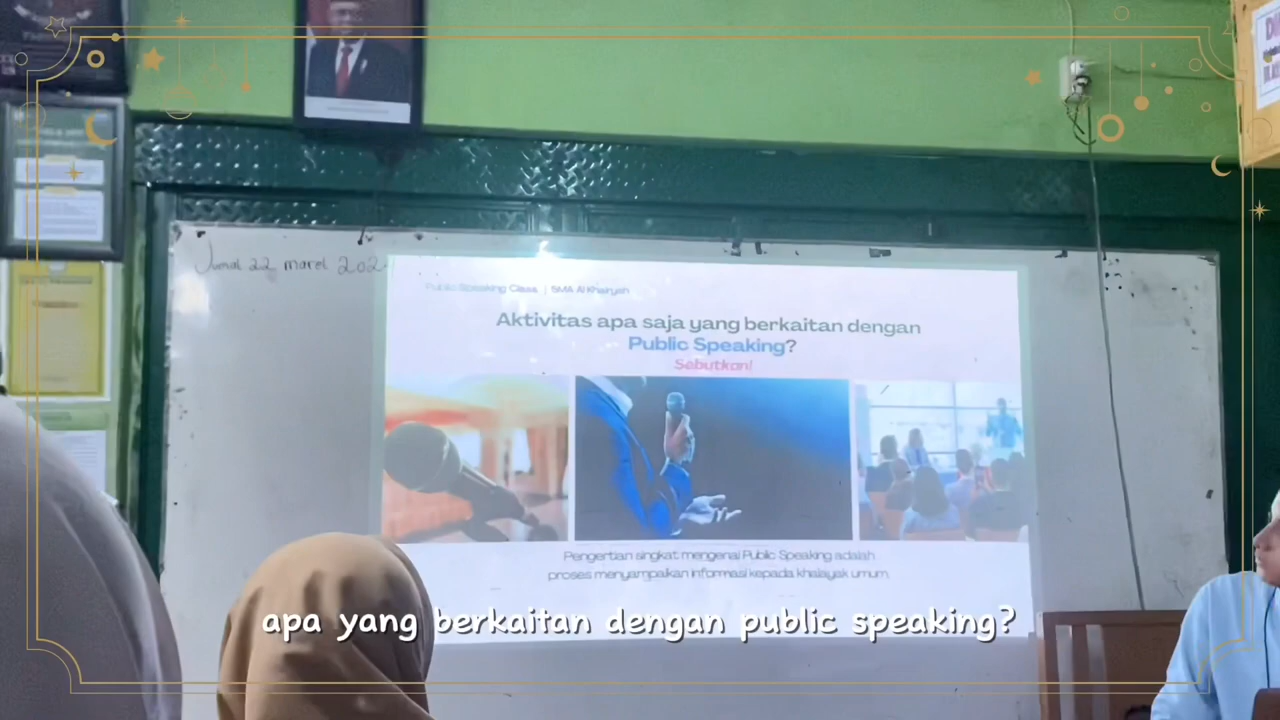 Jumat 22 maret 202
Public Speaking Class | SMA Al Khairiyah
Aktivitas apa saja yang berkaitan dengan
Public Speaking?
Sebutkan!
Pengertian singkat mengenai Public Speaking adalah
proses menyampaikan informasi kepada khalayak umum
apa yang berkaitan dengan public speaking?